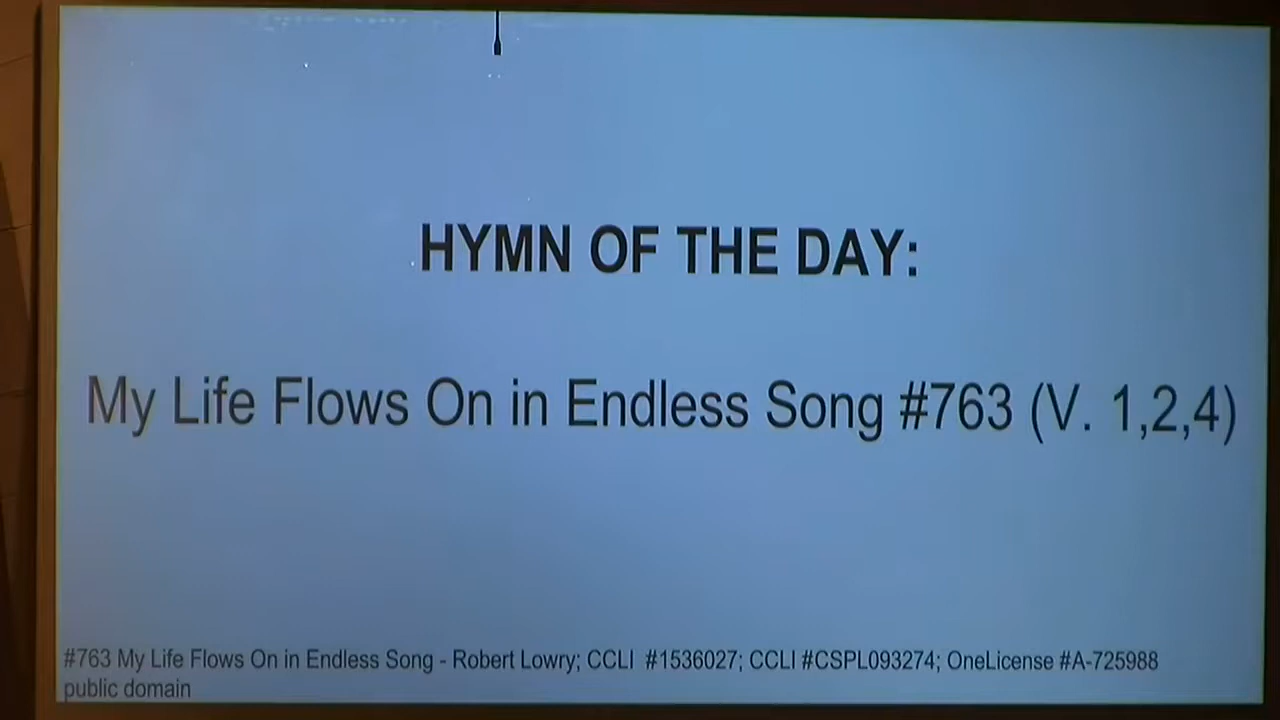 HYMN OF THE DAY:
My Life Flows On in Endless Song #763 (V. 1,2,4)
#763 My Life Flows On in Endless Song - Robert Lowry; CCLI #1536027; CCLI #CSPL093274; OneLicense #A-725988
public domain